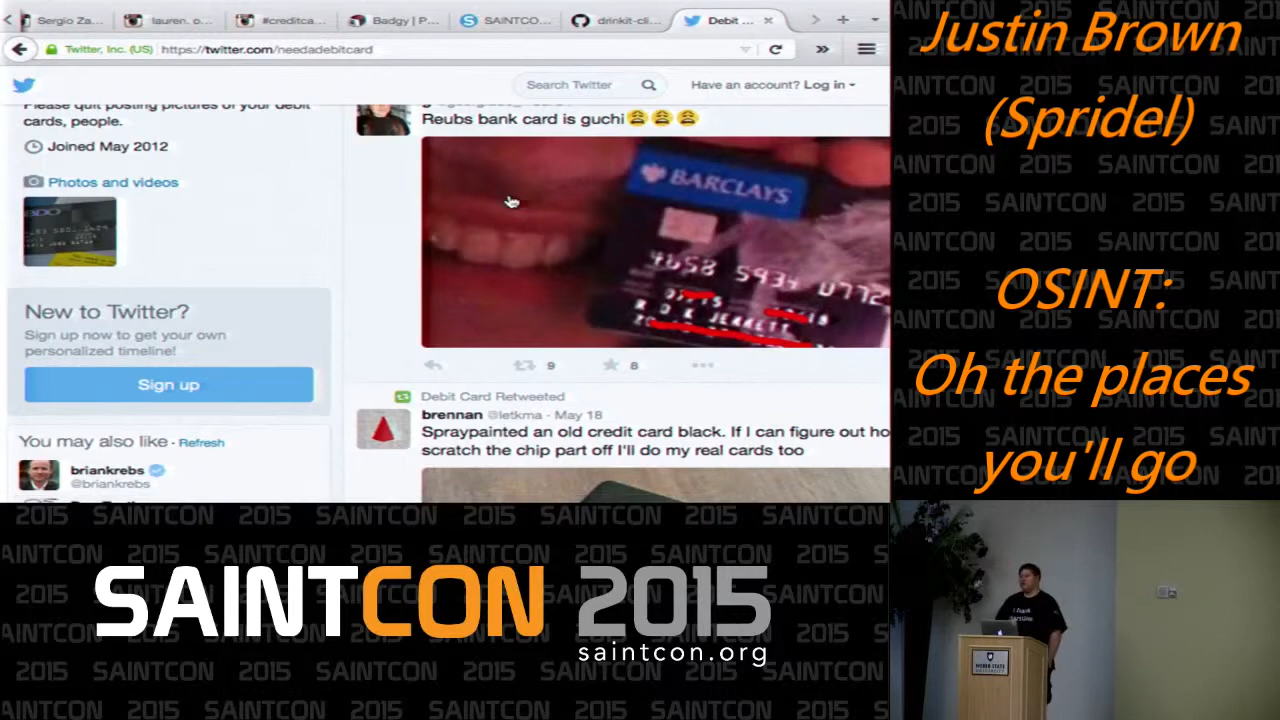 Sergio Za...
lauren. o...
#creditca...
Badgy | P...
SAINTCO...
drinkit-cli...
Debit ...
Twitter, Inc. (US)
https://twitter.com/needadebitcard
Search Twitter
Have an account? Log in
Please quit posting pictures of your debit
cards, people.
Joined May 2012
Photos and videos
New to Twitter?
Sign up now to get your own
personalized timeline!
Sign up
You may also like · Refresh
briankrebs
@briankrebs
Reubs bank card is guchi
BARCLAYS
9
8
Debit Card Retweeted
brennan @letkma · May 18
Spraypainted an old credit card black. If I can figure out ho
scratch the chip part off I'll do my real cards too
Justin Brown
(Spridel)
OSINT:
Oh the places
you'll go
SAINTCON 2015
saintcon.org
WEBER STATE
UNIVERSITY